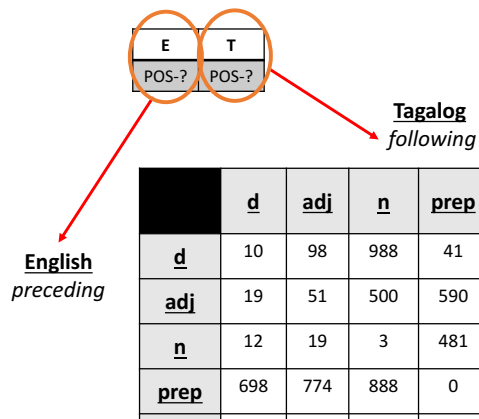 E T
POS-? POS-?
Tagalog
following
d adj n prep
English
preceding
d 10 98 988 41
adj 19 51 500 590
n 12 19 3 481
prep 698 774 888 0